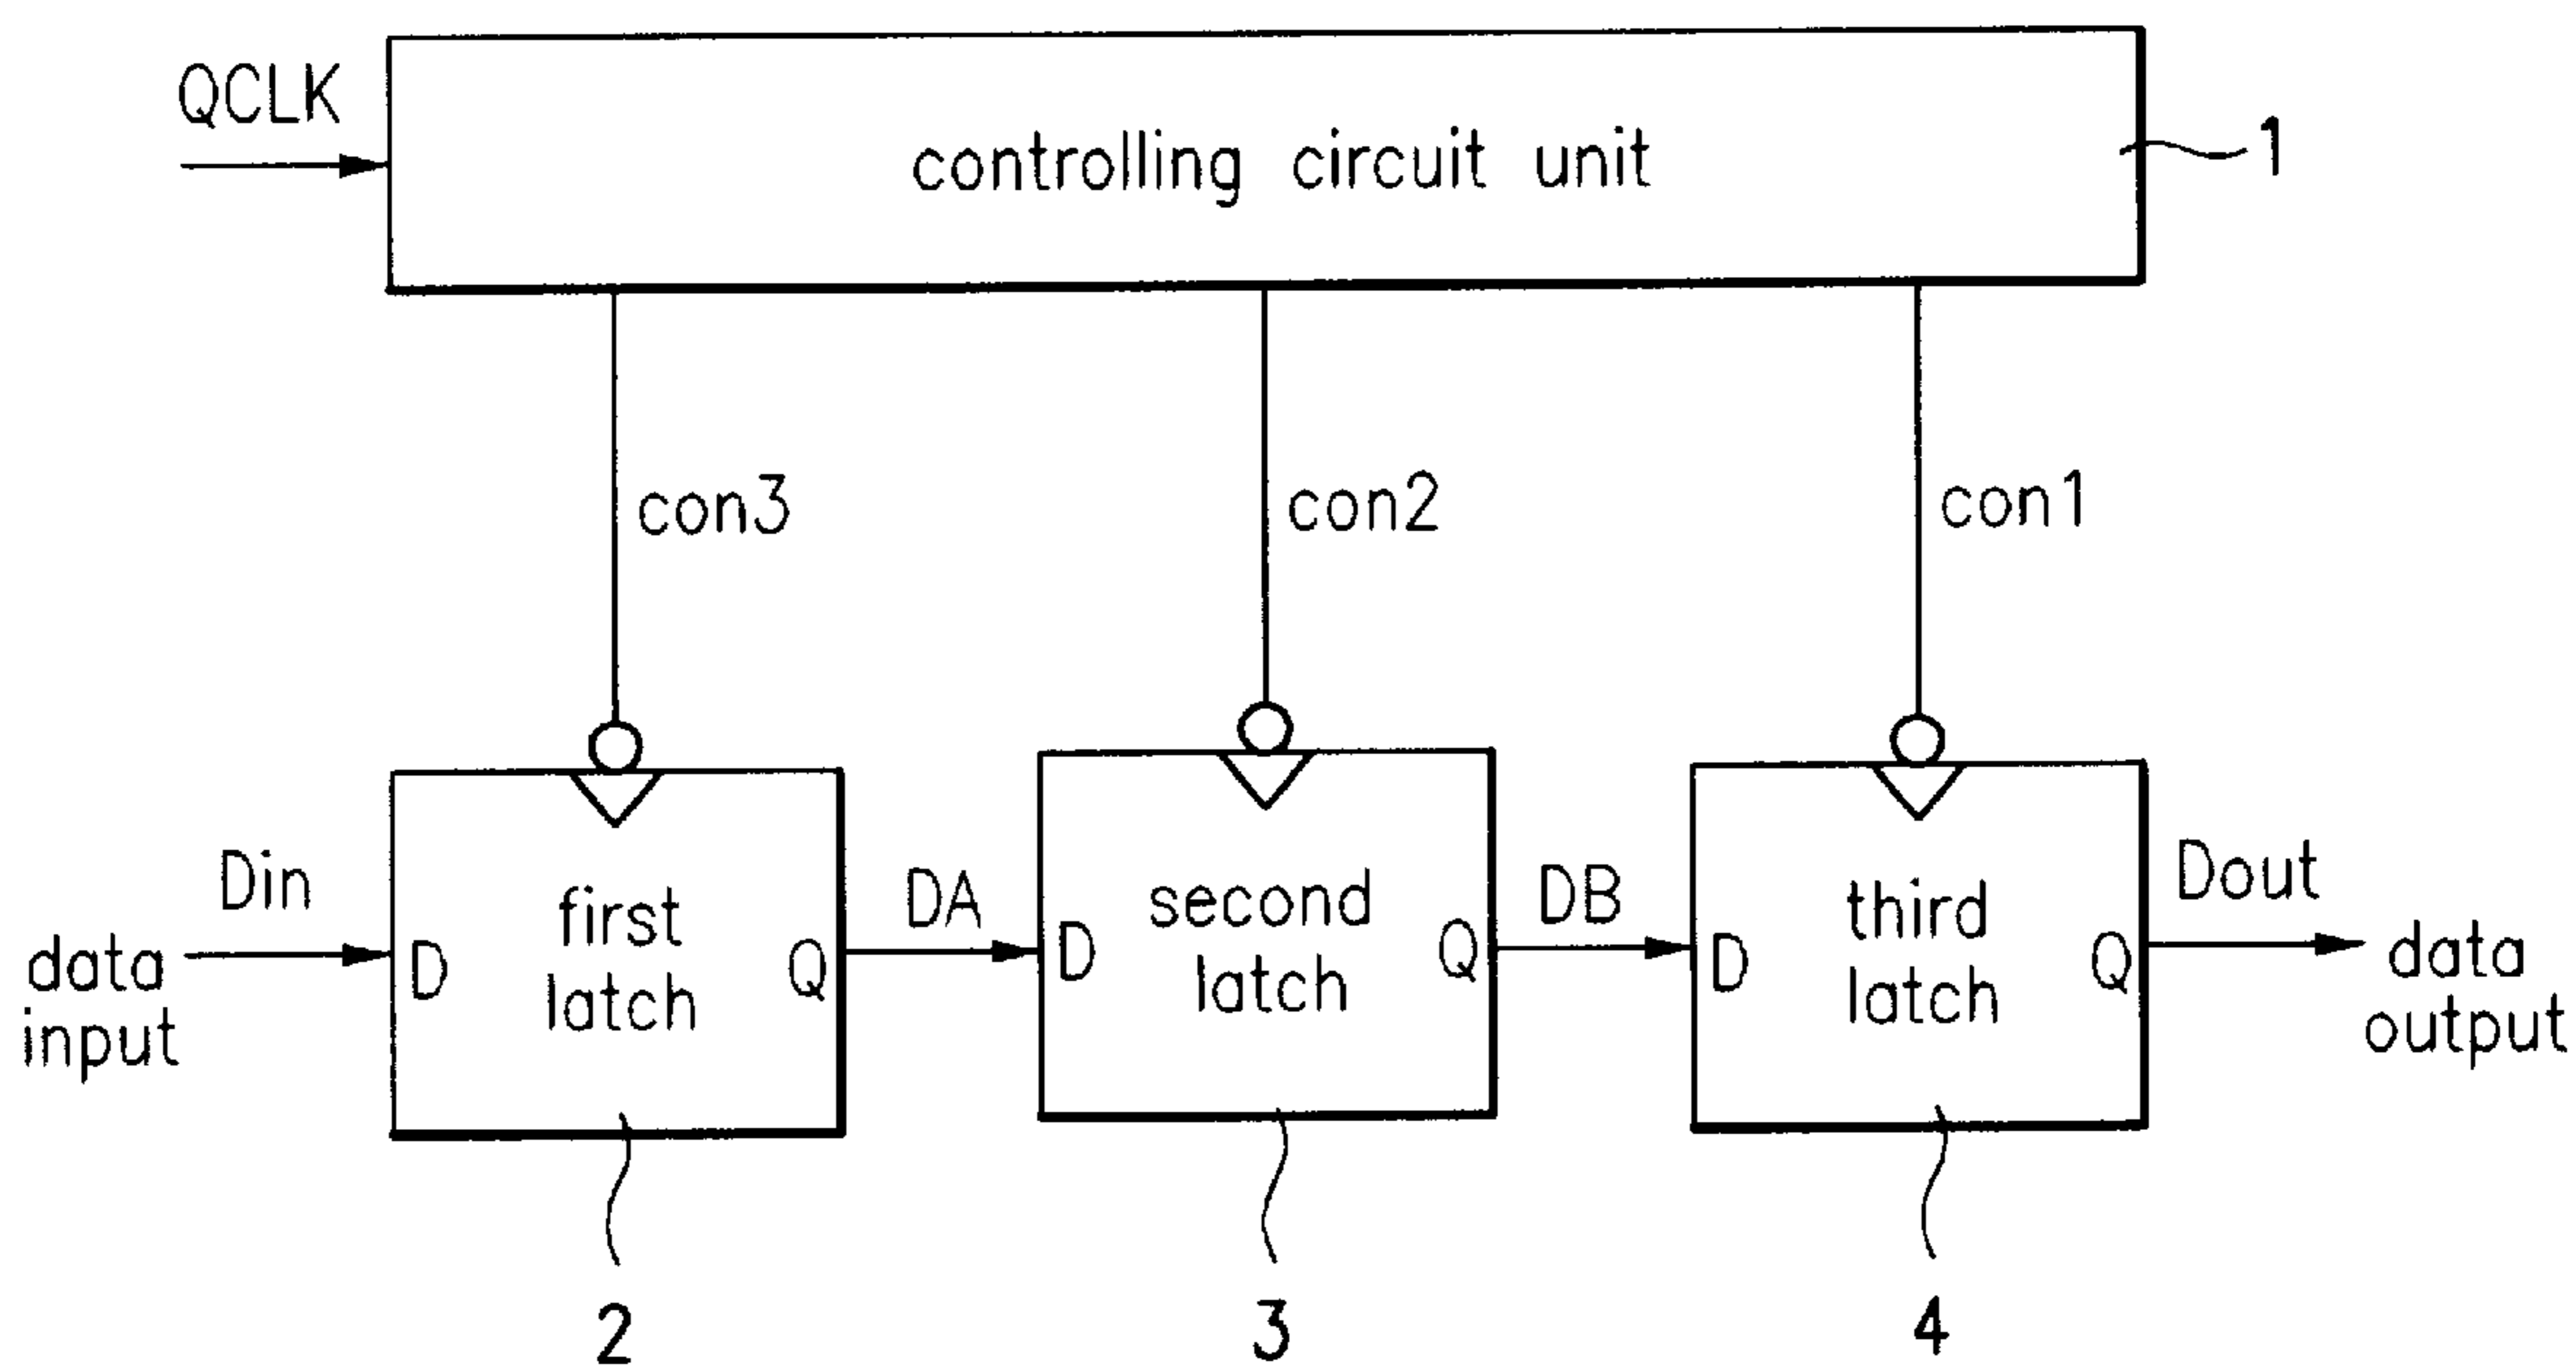 QCLK
controlling circuit unit
1
con3
con2
con1
Din
data
input
D
first
latch
Q
DA
D
second
latch
Q
DB
D
third
latch
Q
Dout
data
output
2
3
4